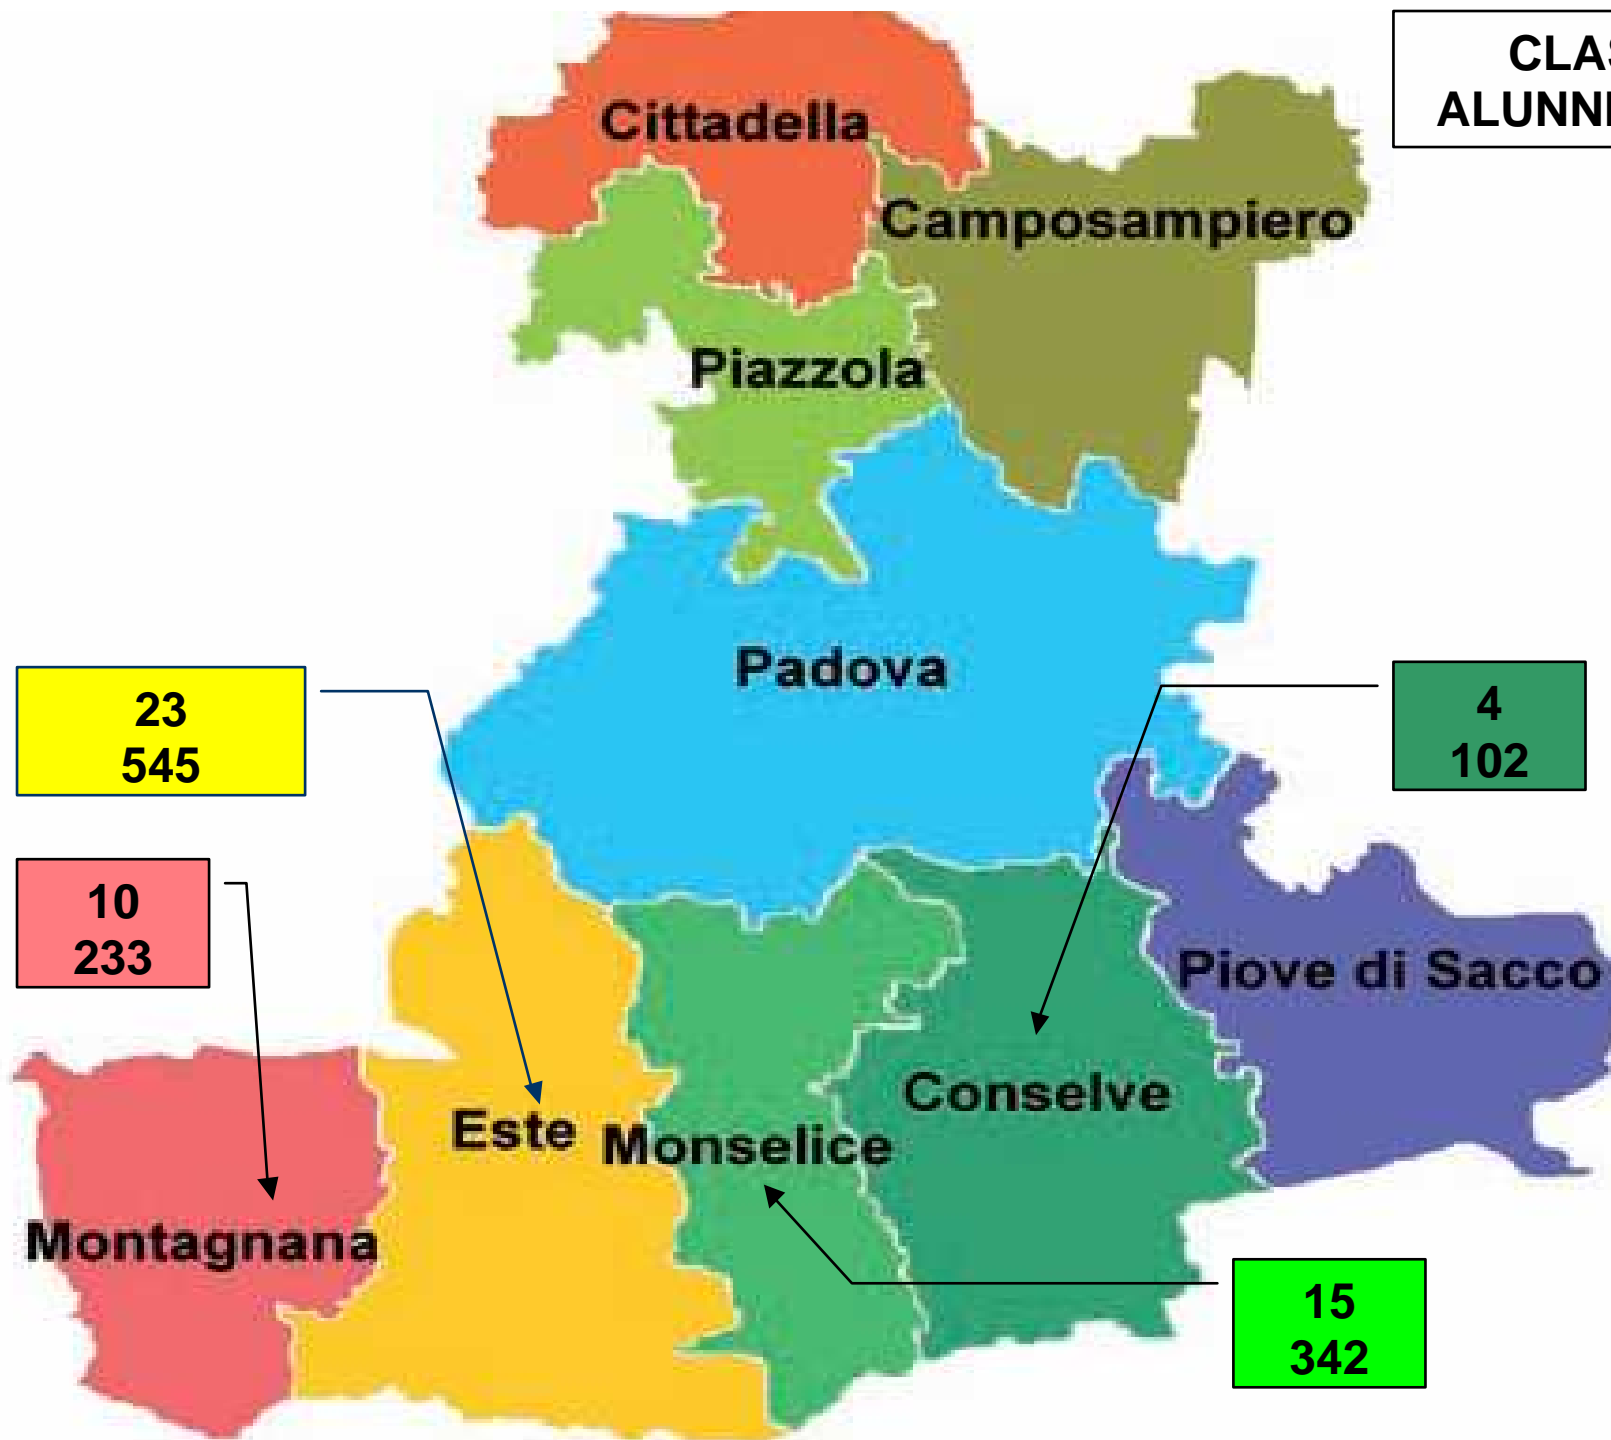 CLAS
ALUNN
Cittadella
Camposampiero
Piazzola
Padova
23
545
4
102
10
233
Piove di Sacco
Conselve
Este
Monselice
Montagnana
15
342